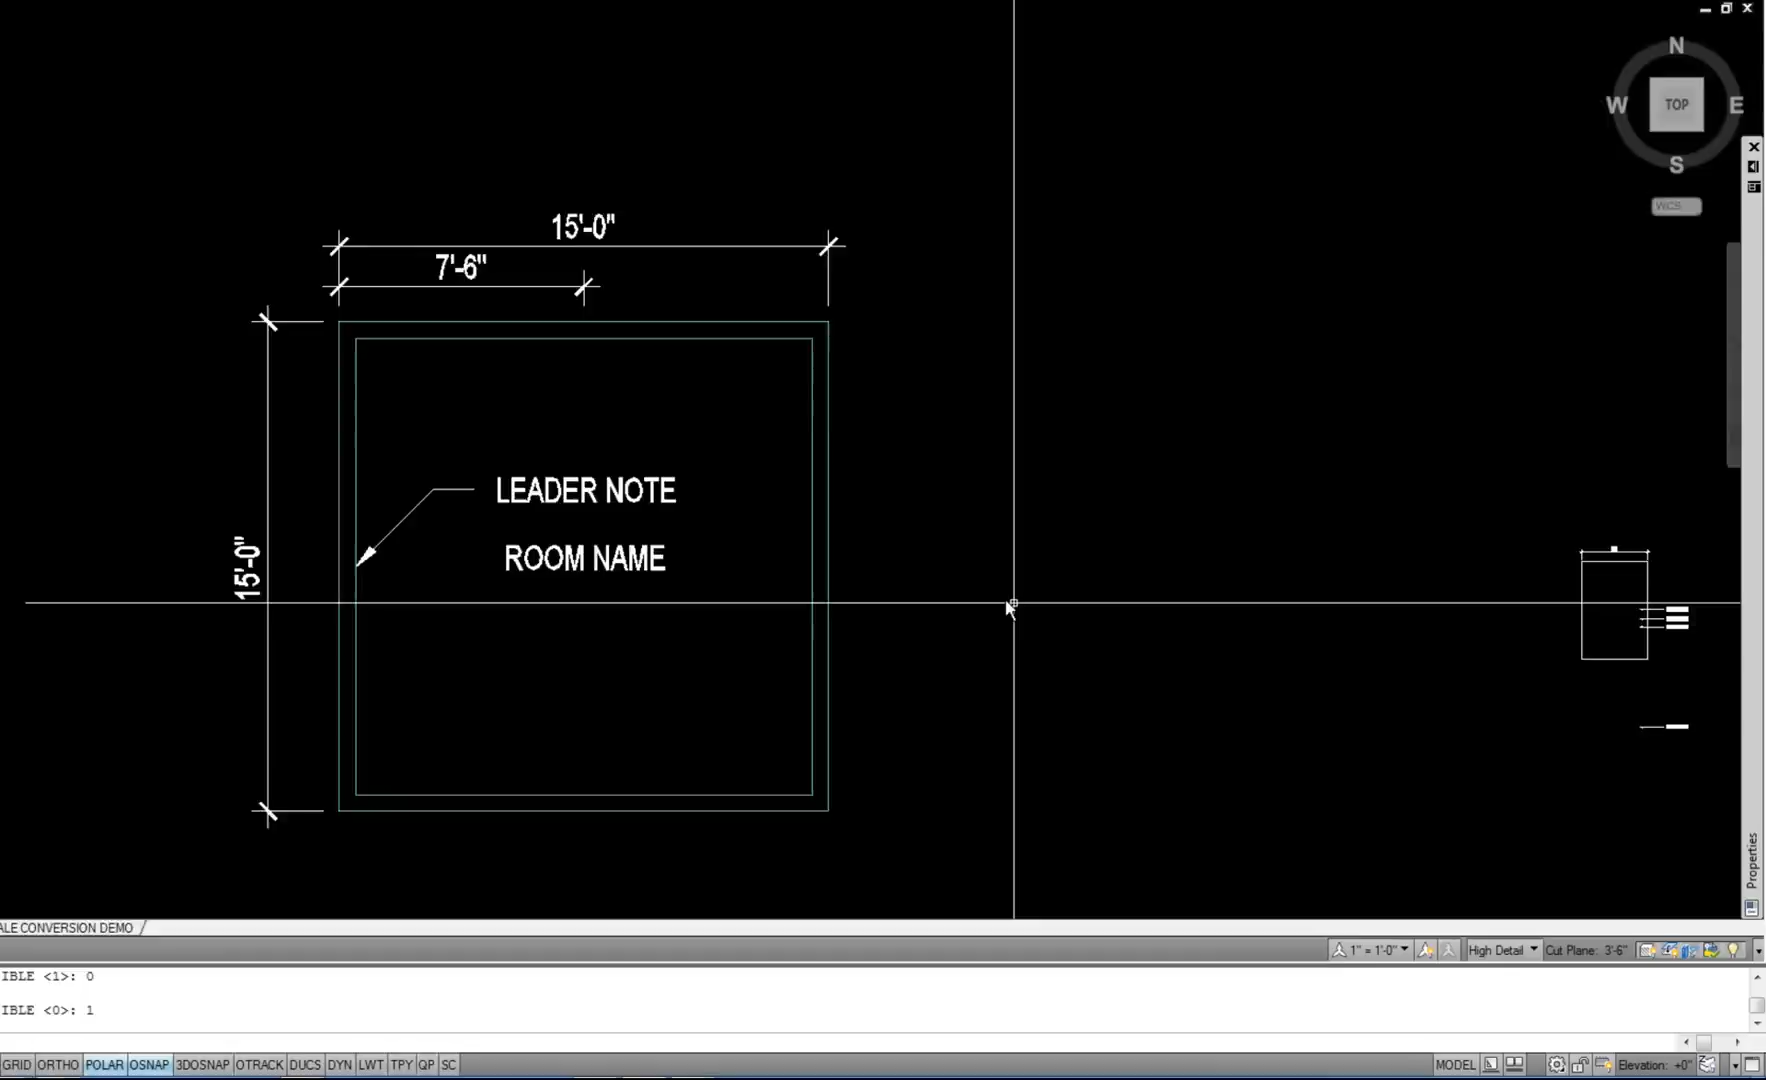 N
W TOP E
S
WCS
15'-0"
7'-6"
LEADER NOTE
ROOM NAME
15'-0"
Properties
ALE CONVERSION DEMO
1" = 1'-0" High Detail Cut Plane: 3'-6"
IBLE <1>: 0
IBLE <0>: 1
GRID ORTHO POLAR OSNAP 3DOSNAP OTRACK DUCS DYN LWT TPY QP SC MODEL Elevation: +0"